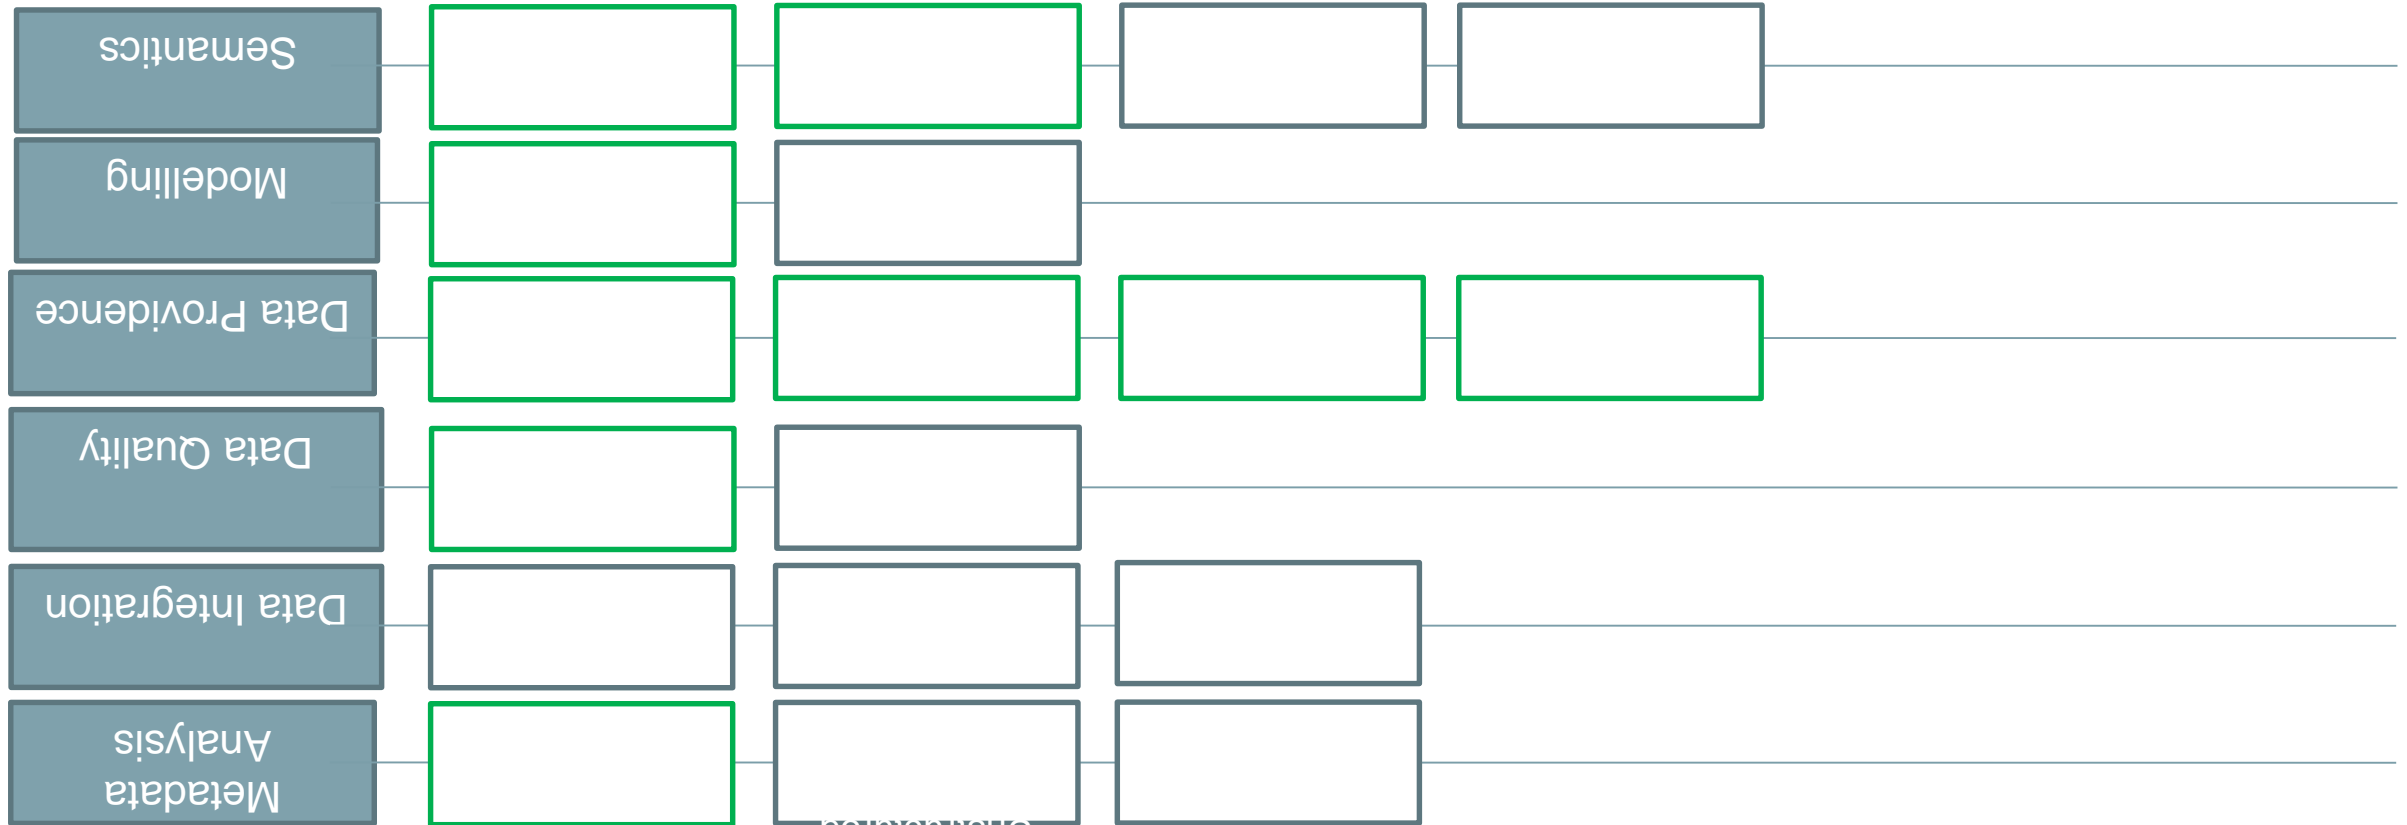 Metadata
Analysis
Data Integration
Data Quality
Data Providence
Modelling
Semantics